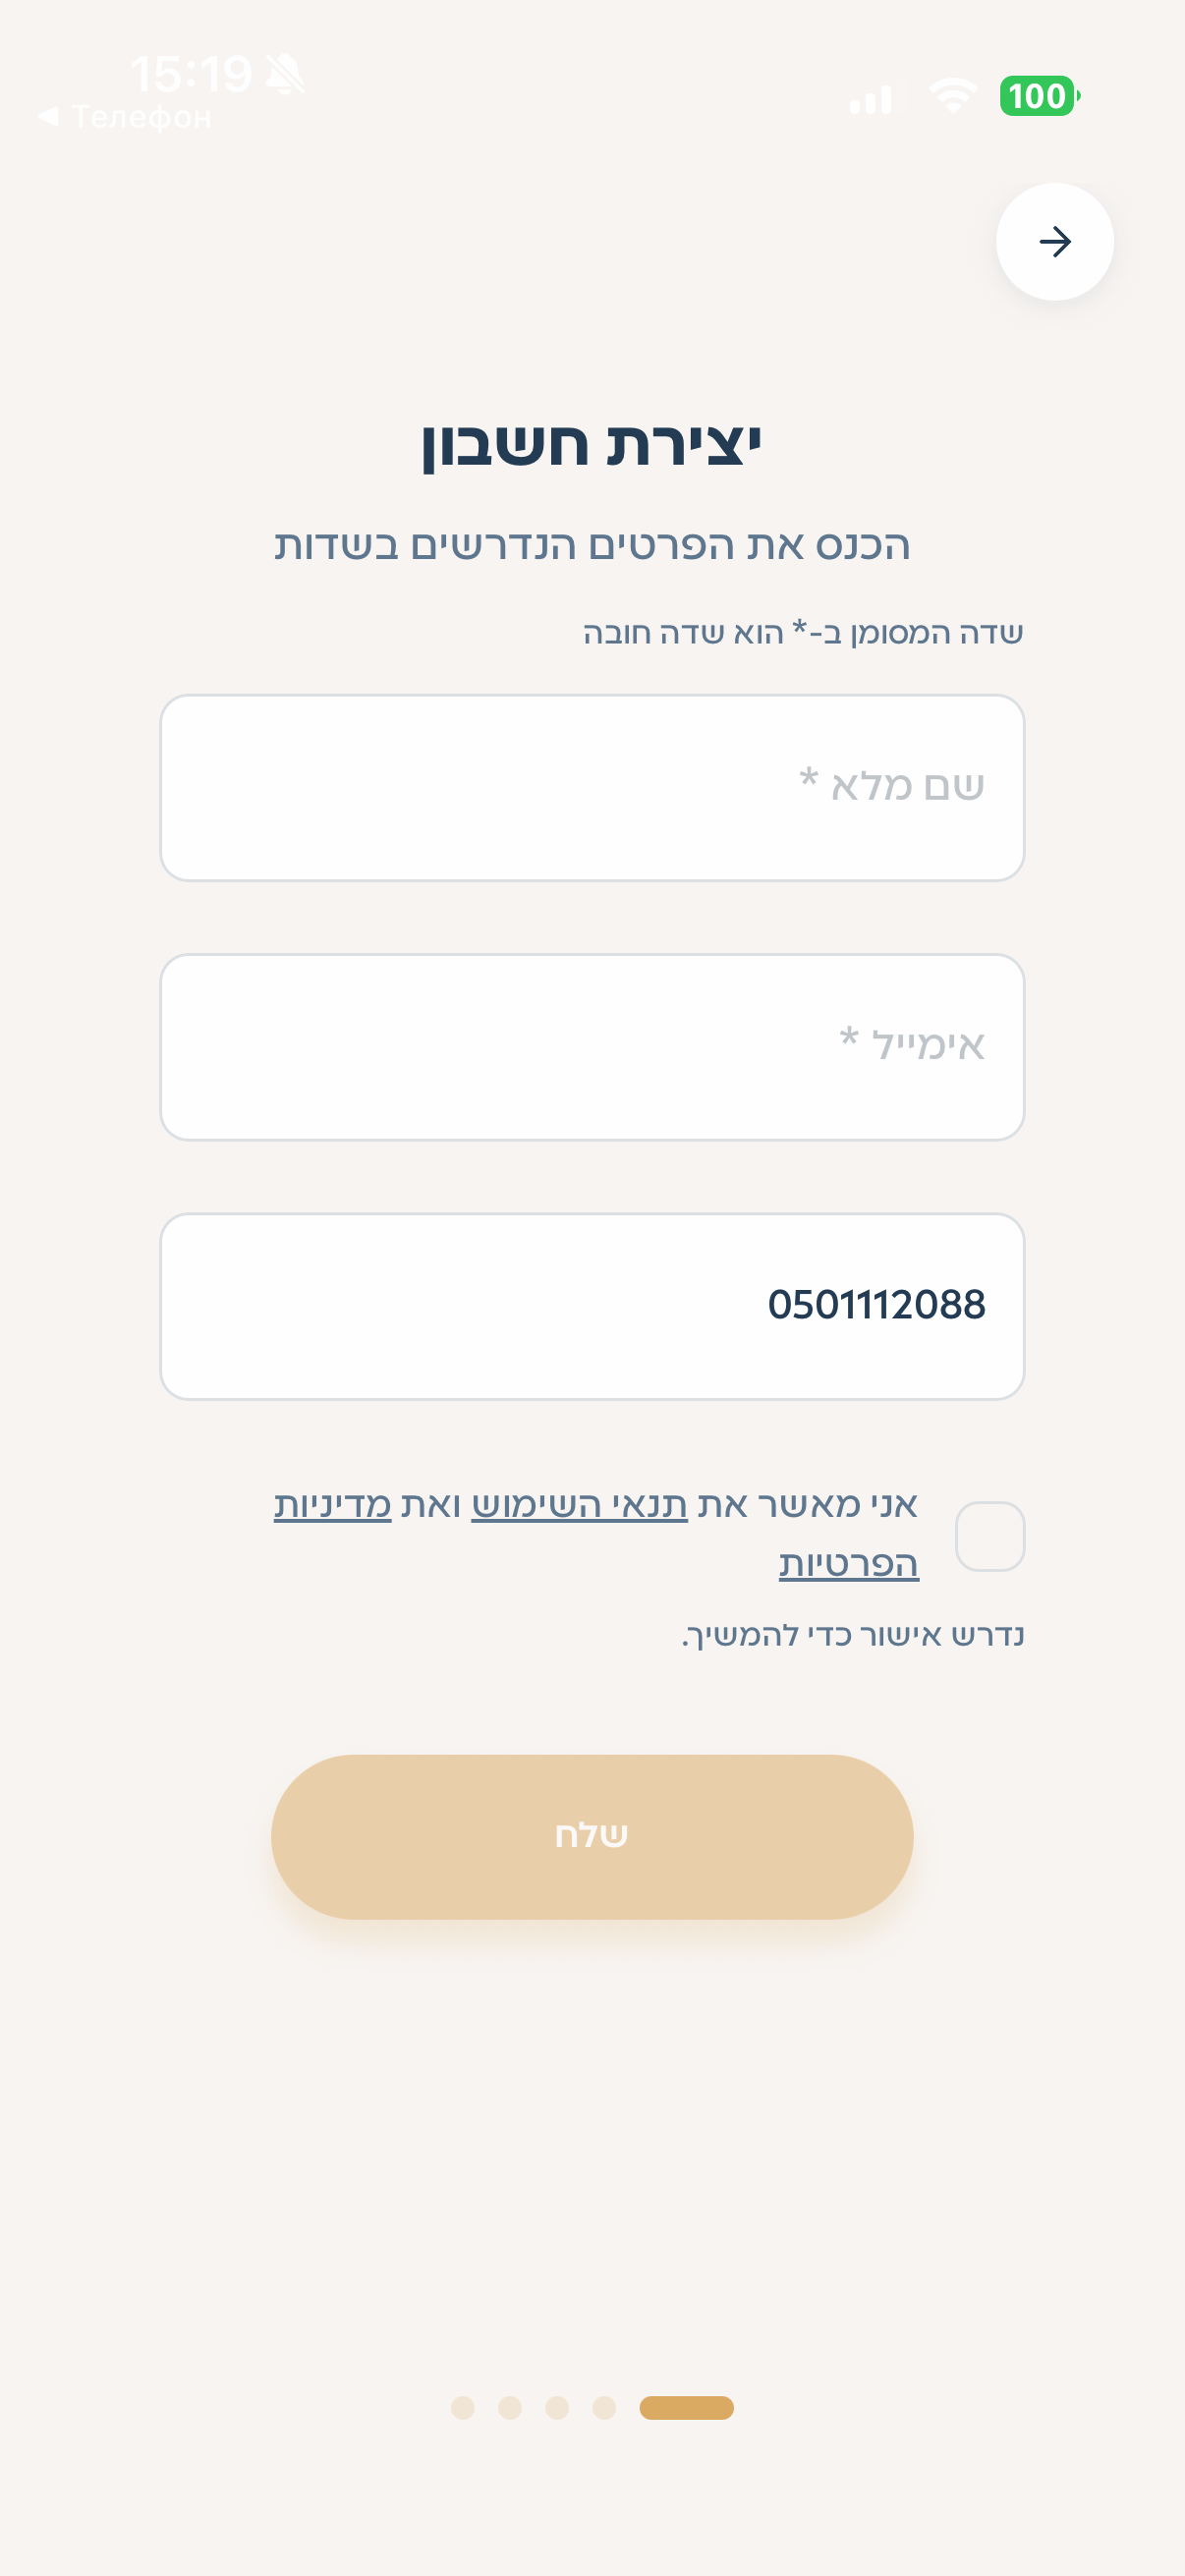 15:19
100
◀ Телефон
יצירת חשבון
הכנס את הפרטים הנדרשים בשדות
שדה המסומן ב-* הוא שדה חובה
שם מלא *
אימייל *
0501112088
אני מאשר את תנאי השימוש ואת מדיניות
הפרטיות
נדרש אישור כדי להמשיך.
שלח